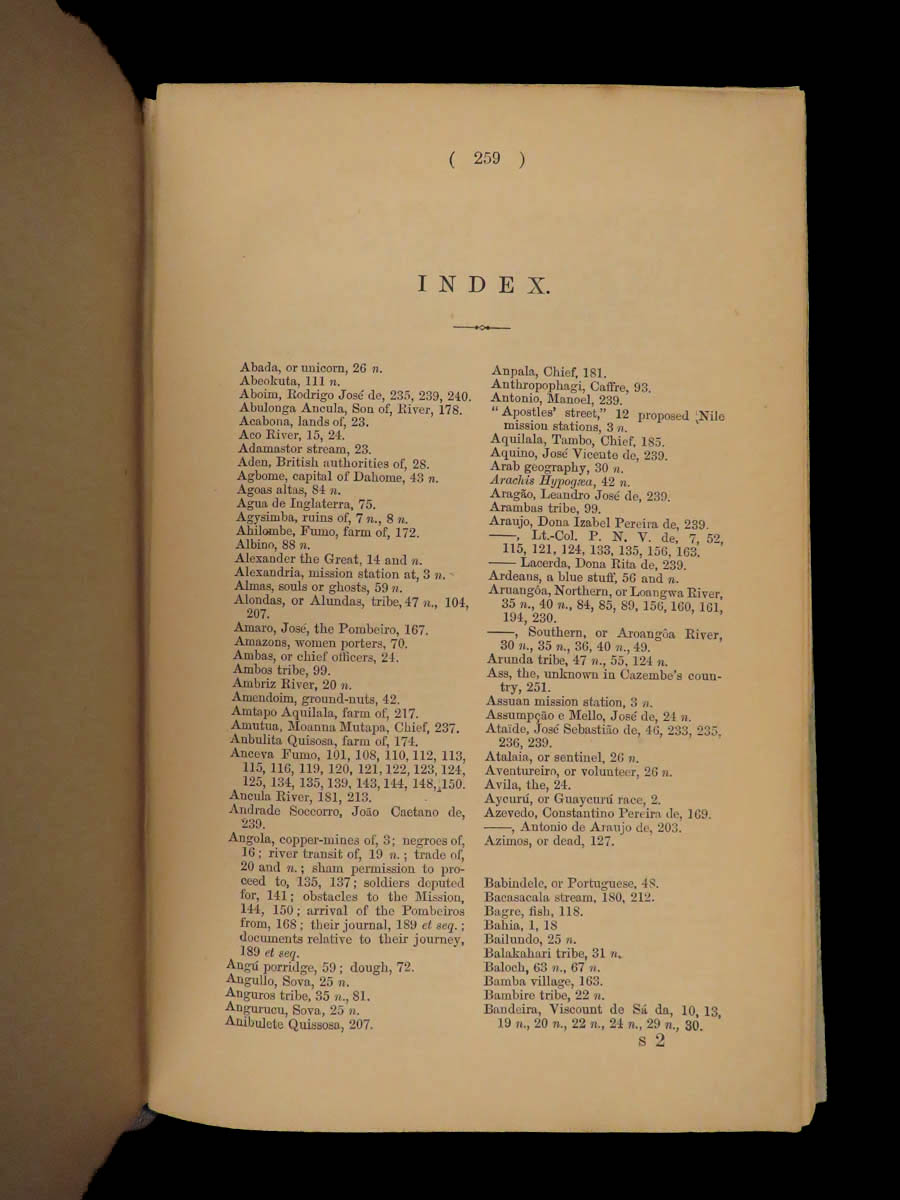 ( 259 )
INDEX.
Abada, or unicorn, 26 n.
Abeokuta, 111 n.
Aboim, Rodrigo José de, 235, 239, 240.
Abulonga Ancula, Son of, River, 178.
Acabona, lands of, 23.
Aco River, 15, 24.
Adamastor stream, 23.
Aden, British authorities of, 28.
Agbome, capital of Dahome, 43 n.
Agoas altas, 84 n.
Agua de Inglaterra, 75.
Agysimba, ruins of, 7 n., 8 n.
Ahilombe, Fumo, farm of, 172.
Albino, 88 n.
Alexander the Great, 14 and n.
Alexandria, mission station at, 3 n.
Almas, souls or ghosts, 59 n.
Alondas, or Alundas, tribe, 47 n., 104,
207.
Amaro, José, the Pombeiro, 167.
Amazons, women porters, 70.
Ambas, or chief officers, 24.
Ambos tribe, 99.
Ambriz River, 20 n.
Amendoim, ground-nuts, 42.
Amtapo Aquilala, farm of, 217.
Amutua, Moanna Mutapa, Chief, 237.
Anbulita Quisosa, farm of, 174.
Anceva Fumo, 101, 108, 110, 112, 113,
115, 116, 119, 120, 121, 122, 123, 124,
125, 134, 135, 139, 143, 144, 148, 150.
Ancula River, 181, 213.
Andrade Soccorro, João Caetano de,
239.
Angola, copper-mines of, 3; negroes of,
16; river transit of, 19 n.; trade of,
20 and n.; sham permission to pro-
ceed to, 135, 137; soldiers deputed
for, 141; obstacles to the Mission,
144, 150; arrival of the Pombeiros
from, 168; their journal, 189 et seq.;
documents relative to their journey,
189 et seq.
Angú porridge, 59; dough, 72.
Angullo, Sova, 25 n.
Anguros tribe, 35 n., 81.
Angurucu, Sova, 25 n.
Anibulete Quissosa, 207.
Anpala, Chief, 181.
Anthropophagi, Caffre, 93.
Antonio, Manoel, 239.
"Apostles' street," 12 proposed Nile
mission stations, 3 n.
Aquilala, Tambo, Chief, 185.
Aquino, José Vicente de, 239.
Arab geography, 30 n.
Arachis Hypogæa, 42 n.
Aragão, Leandro José de, 239.
Arambas tribe, 99.
Araujo, Dona Izabel Pereira de, 239.
——, Lt.-Col. P. N. V. de, 7, 52,
115, 121, 124, 133, 135, 156, 163.
—— Lacerda, Dona Rita de, 239.
Ardeans, a blue stuff, 56 and n.
Aruangôa, Northern, or Loangwa River,
35 n., 40 n., 84, 85, 89, 156, 160, 161,
194, 230.
——, Southern, or Aroangôa River,
30 n., 35 n., 36, 40 n., 49.
Arunda tribe, 47 n., 55, 124 n.
Ass, the, unknown in Cazembe's coun-
try, 251.
Assuan mission station, 3 n.
Assumpção e Mello, José de, 24 n.
Ataïde, José Sebastião de, 46, 233, 235,
236, 239.
Atalaia, or sentinel, 26 n.
Aventureiro, or volunteer, 26 n.
Avila, the, 24.
Aycurú, or Guaycurú race, 2.
Azevedo, Constantino Pereira de, 169.
——, Antonio de Araujo de, 203.
Azimos, or dead, 127.
Babindele, or Portuguese, 48.
Bacasacala stream, 180, 212.
Bagre, fish, 118.
Bahia, 1, 18
Bailundo, 25 n.
Balakahari tribe, 31 n.
Baloch, 63 n., 67 n.
Bamba village, 163.
Bambire tribe, 22 n.
Bandeira, Viscount de Sá da, 10, 13,
19 n., 20 n., 22 n., 24 n., 29 n., 30.
S 2